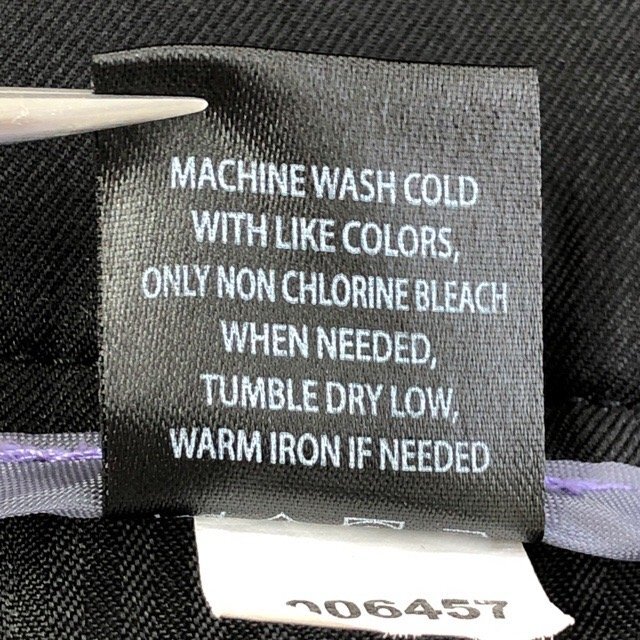 MACHINE WASH COLD
WITH LIKE COLORS,
ONLY NON CHLORINE BLEACH
WHEN NEEDED,
TUMBLE DRY LOW,
WARM IRON IF NEEDED
006457